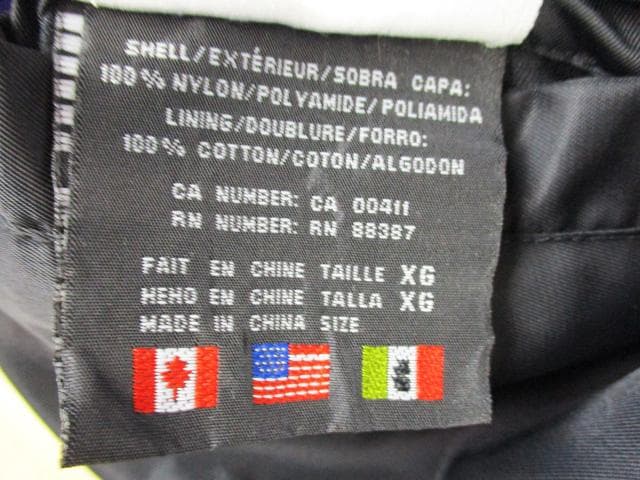 SHELL/EXTÉRIEUR/SOBRA CAPA:
100% NYLON/POLYAMIDE/POLIAMIDA
LINING/DOUBLURE/FORRO:
100% COTTON/COTON/ALGODON
CA NUMBER: CA 00411
RN NUMBER: RN 88387
FAIT EN CHINE TAILLE XG
HEHO EN CHINA TALLA XG
MADE IN CHINA SIZE